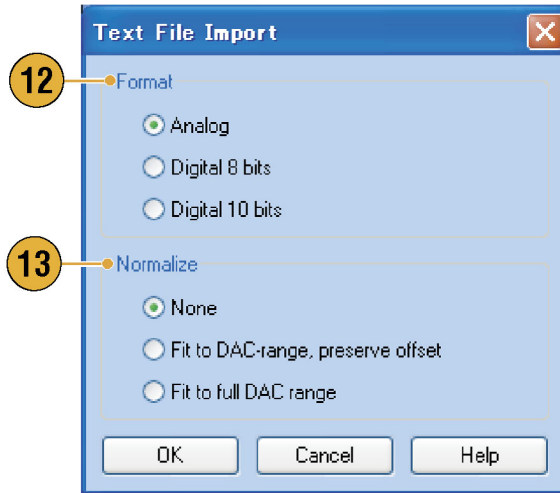 Text File Import
12
Format
Analog
Digital 8 bits
Digital 10 bits
13
Normalize
None
Fit to DAC-range, preserve offset
Fit to full DAC range
OK
Cancel
Help